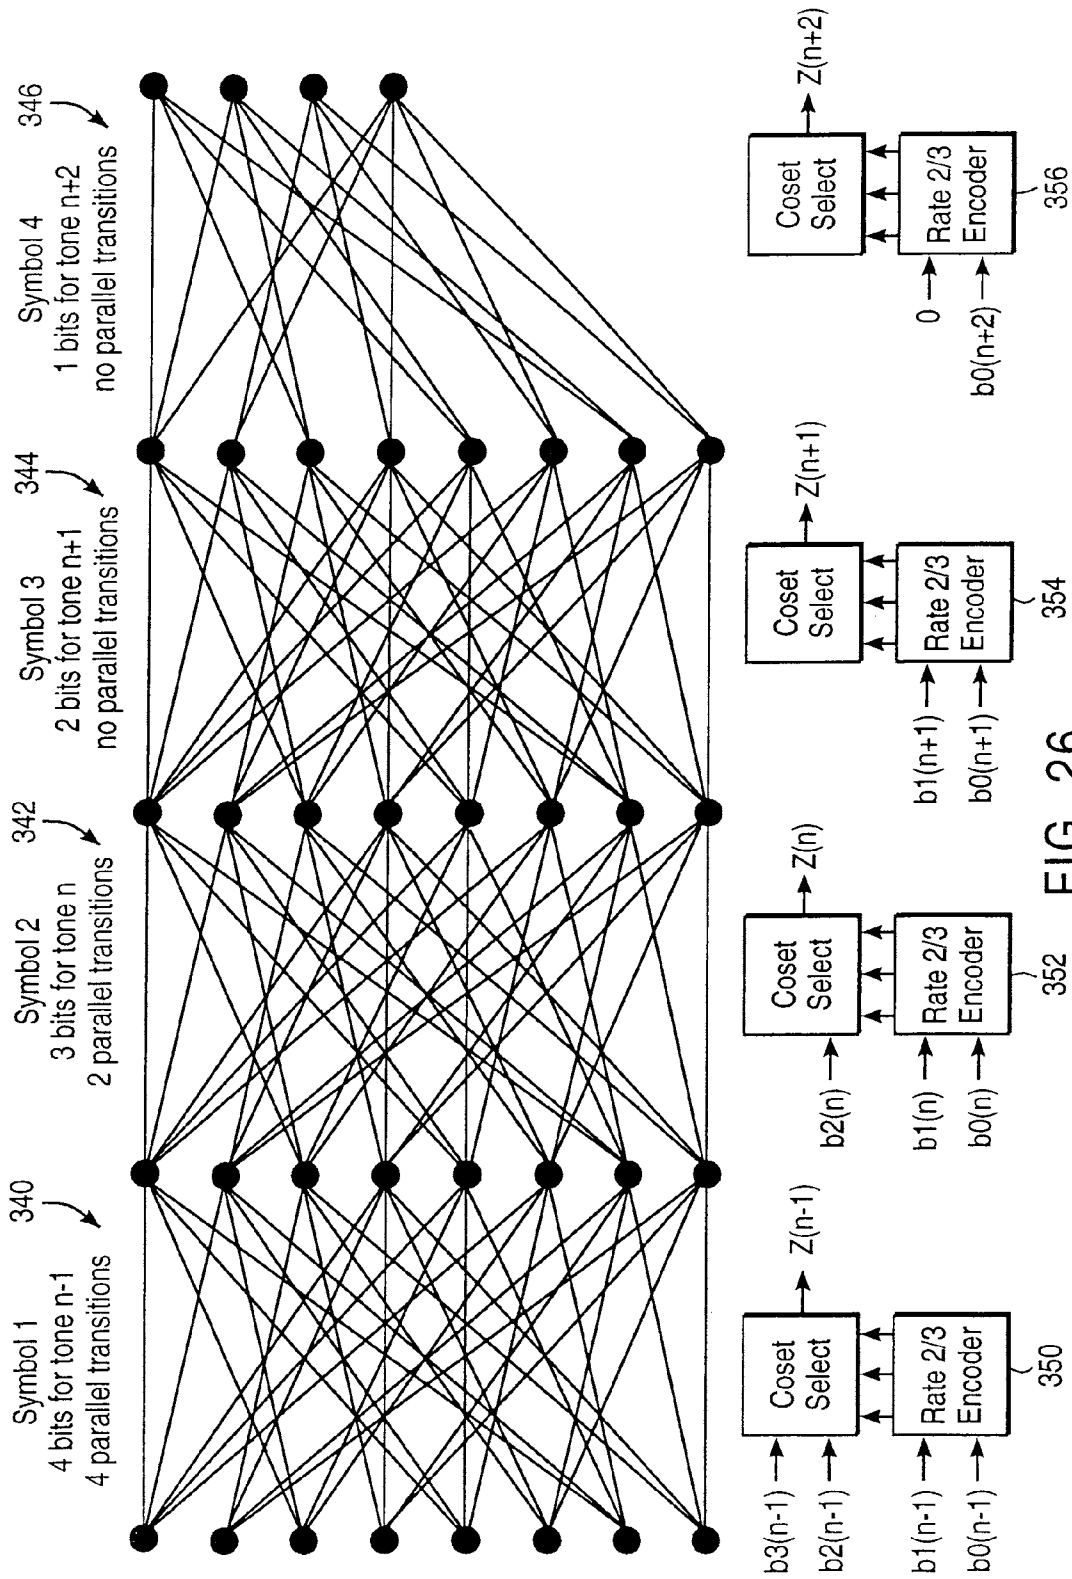 Symbol 1
4 bits for tone n-1
4 parallel transitions
340
Symbol 2
3 bits for tone n
2 parallel transitions
342
Symbol 3
2 bits for tone n+1
no parallel transitions
344
Symbol 4
1 bits for tone n+2
no parallel transitions
346
b3(n-1)
b2(n-1)
Coset
Select
Z(n-1)
b1(n-1)
b0(n-1)
Rate 2/3
Encoder
350
b2(n)
Coset
Select
Z(n)
b1(n)
b0(n)
Rate 2/3
Encoder
352
Coset
Select
Z(n+1)
b1(n+1)
b0(n+1)
Rate 2/3
Encoder
354
Coset
Select
Z(n+2)
0
b0(n+2)
Rate 2/3
Encoder
356
FIG. 26